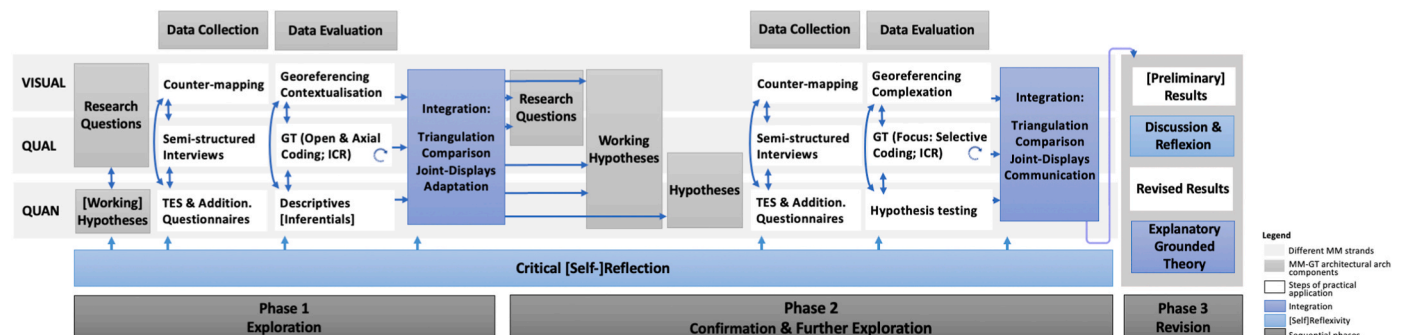 Data Collection
Data Evaluation
Data Collection
Data Evaluation
VISUAL
QUAL
QUAN
Research
Questions
[Working]
Hypotheses
Counter-mapping
Semi-structured
Interviews
TES & Addition.
Questionnaires
Georeferencing
Contextualisation
GT (Open & Axial
Coding; ICR)
Descriptives
[Inferentials]
Integration:
Triangulation
Comparison
Joint-Displays
Adaptation
Research
Questions
Working
Hypotheses
Hypotheses
Counter-mapping
Semi-structured
Interviews
TES & Addition.
Questionnaires
Georeferencing
Complexation
GT (Focus: Selective
Coding; ICR)
Hypothesis testing
Integration:
Triangulation
Comparison
Joint-Displays
Communication
[Preliminary]
Results
Discussion &
Reflexion
Revised Results
Explanatory
Grounded
Theory
Critical [Self-]Reflection
Phase 1
Exploration
Phase 2
Confirmation & Further Exploration
Phase 3
Revision
Legend
Different MM strands
MM-GT architectural arch
components
Steps of practical
application
Integration
[Self]Reflexivity
Sequential phases